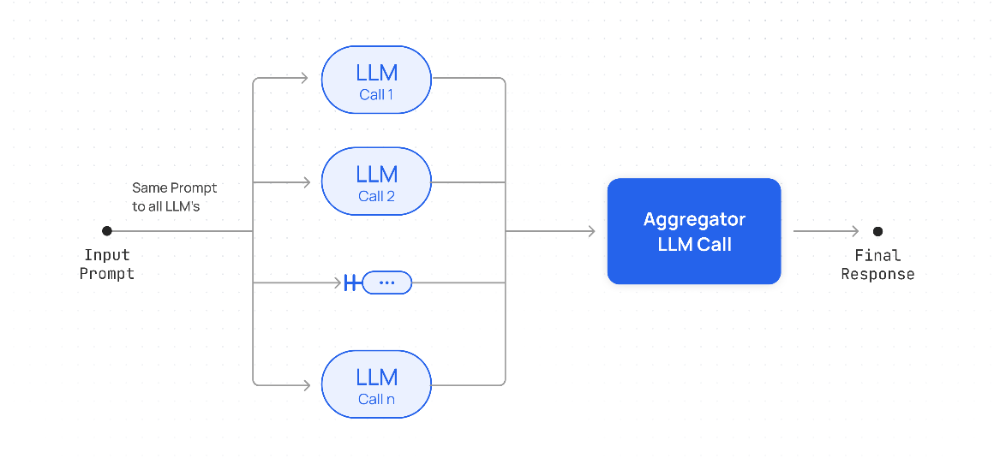 LLM
Call 1
LLM
Call 2
Same Prompt
to all LLM's
Input
Prompt
...
LLM
Call n
Aggregator
LLM Call
Final
Response